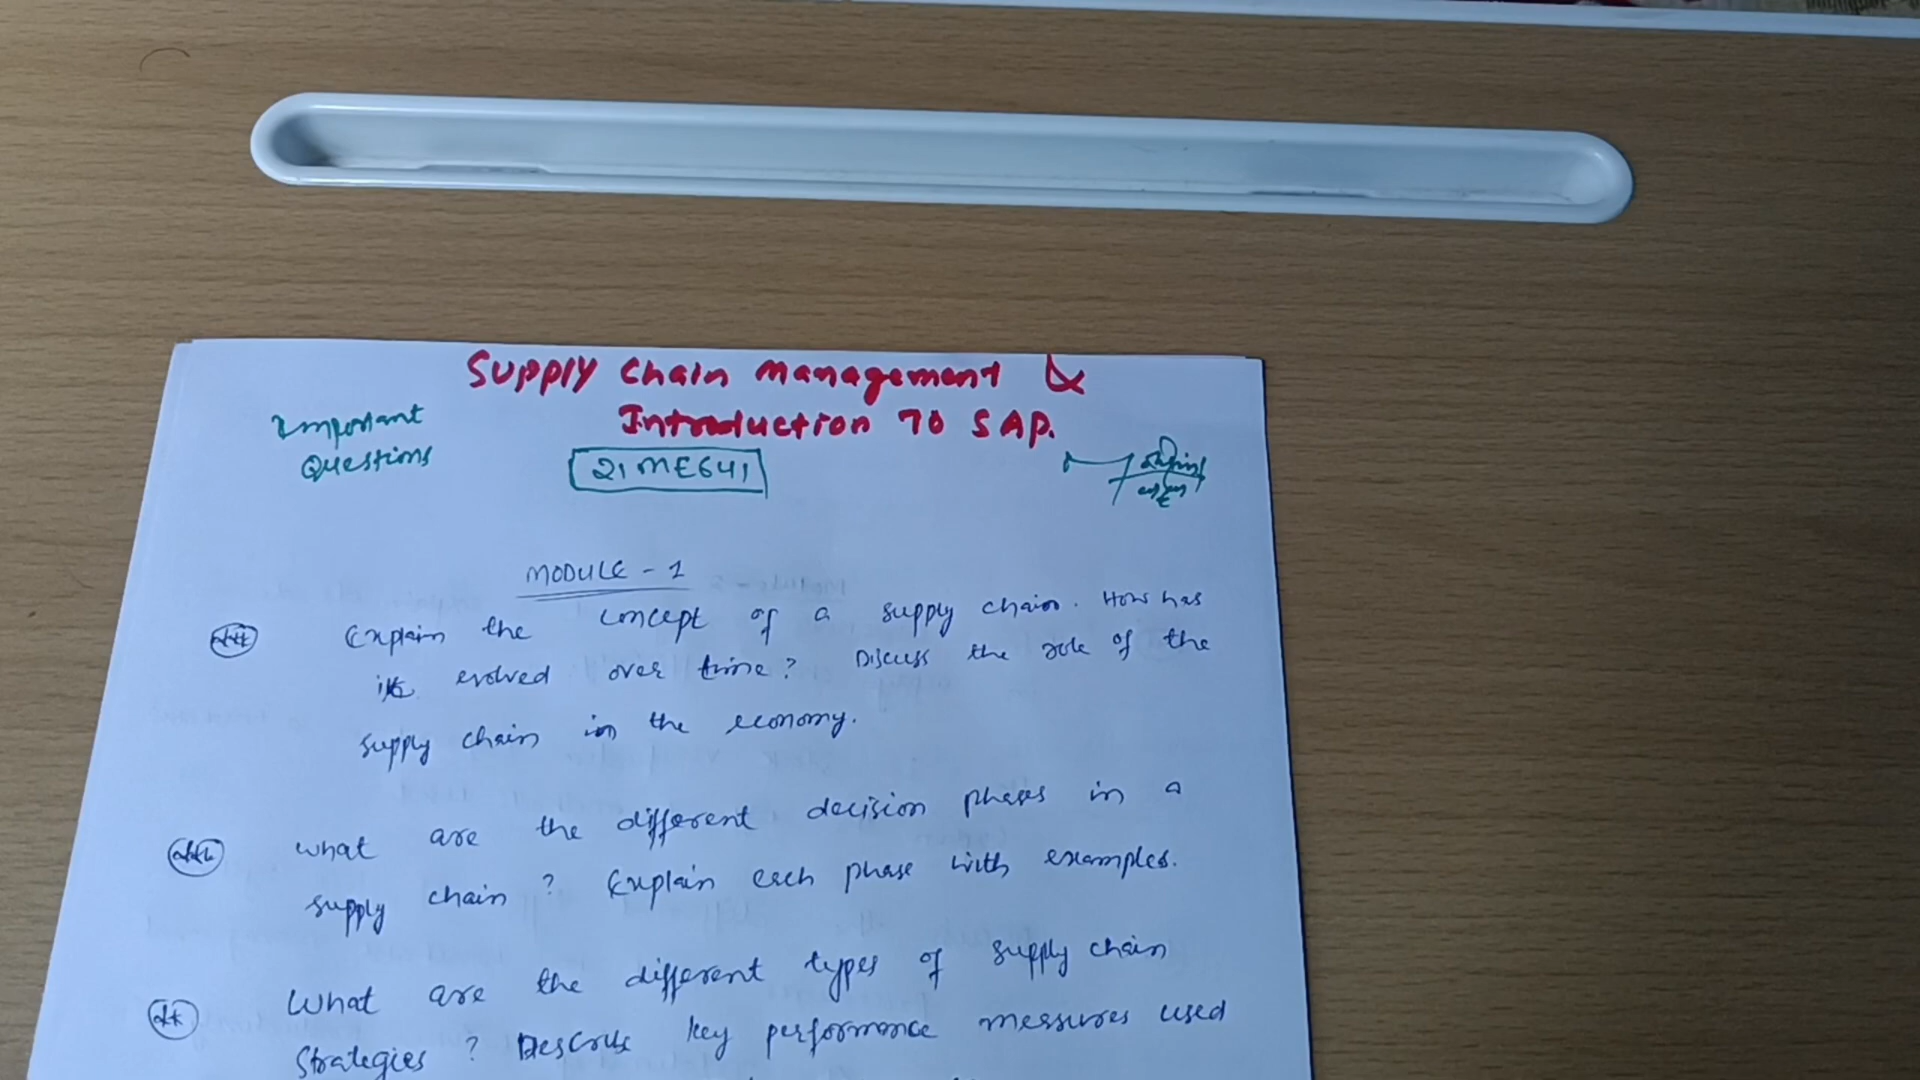 Supply Chain Management &
Introduction To SAP.
Important
Questions
21ME641
MODULE - 1
Explain the concept of a supply chain. How has
it evolved over time? Discuss the role of the
supply chain in the economy.
What are the different decision phases in a
supply chain? Explain each phase with examples.
What are the different types of supply chain
Strategies? Describe key performance measures used